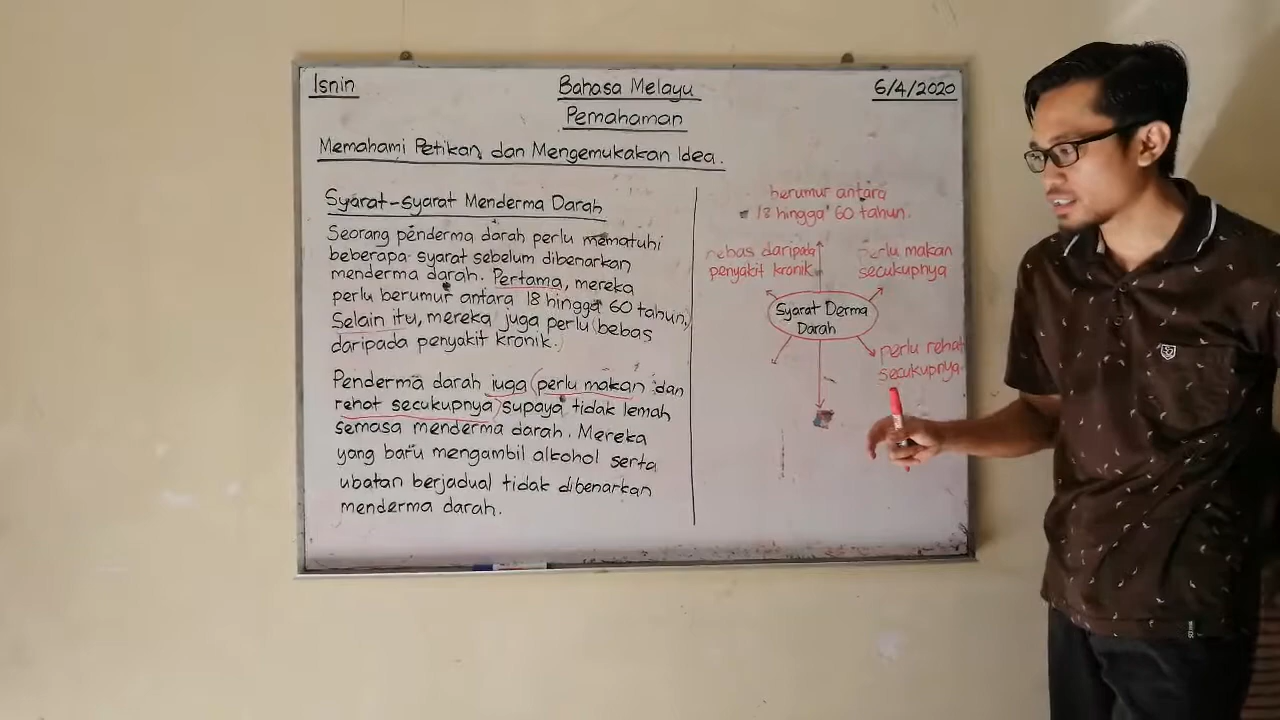 Isnin
Bahasa Melayu
6/4/2020
Pemahaman
Memahami Petikan dan Mengemukakan Idea.
Syarat-syarat Menderma Darah
Seorang penderma darah perlu mematuhi
beberapa syarat sebelum dibenarkan
menderma darah. Pertama, mereka
perlu berumur antara 18 hingga 60 tahun.
Selain itu, mereka juga perlu (bebas
daripada penyakit kronik.)
Penderma darah juga (perlu makan dan
rehat secukupnya) supaya tidak lemah
semasa menderma darah. Mereka
yang baru mengambil alkohol serta
ubatan berjadual tidak dibenarkan
menderma darah.
berumur antara
18 hingga 60 tahun.
bebas daripada
penyakit kronik
perlu makan
secukupnya
Syarat Derma
Darah
perlu rehat
secukupnya.